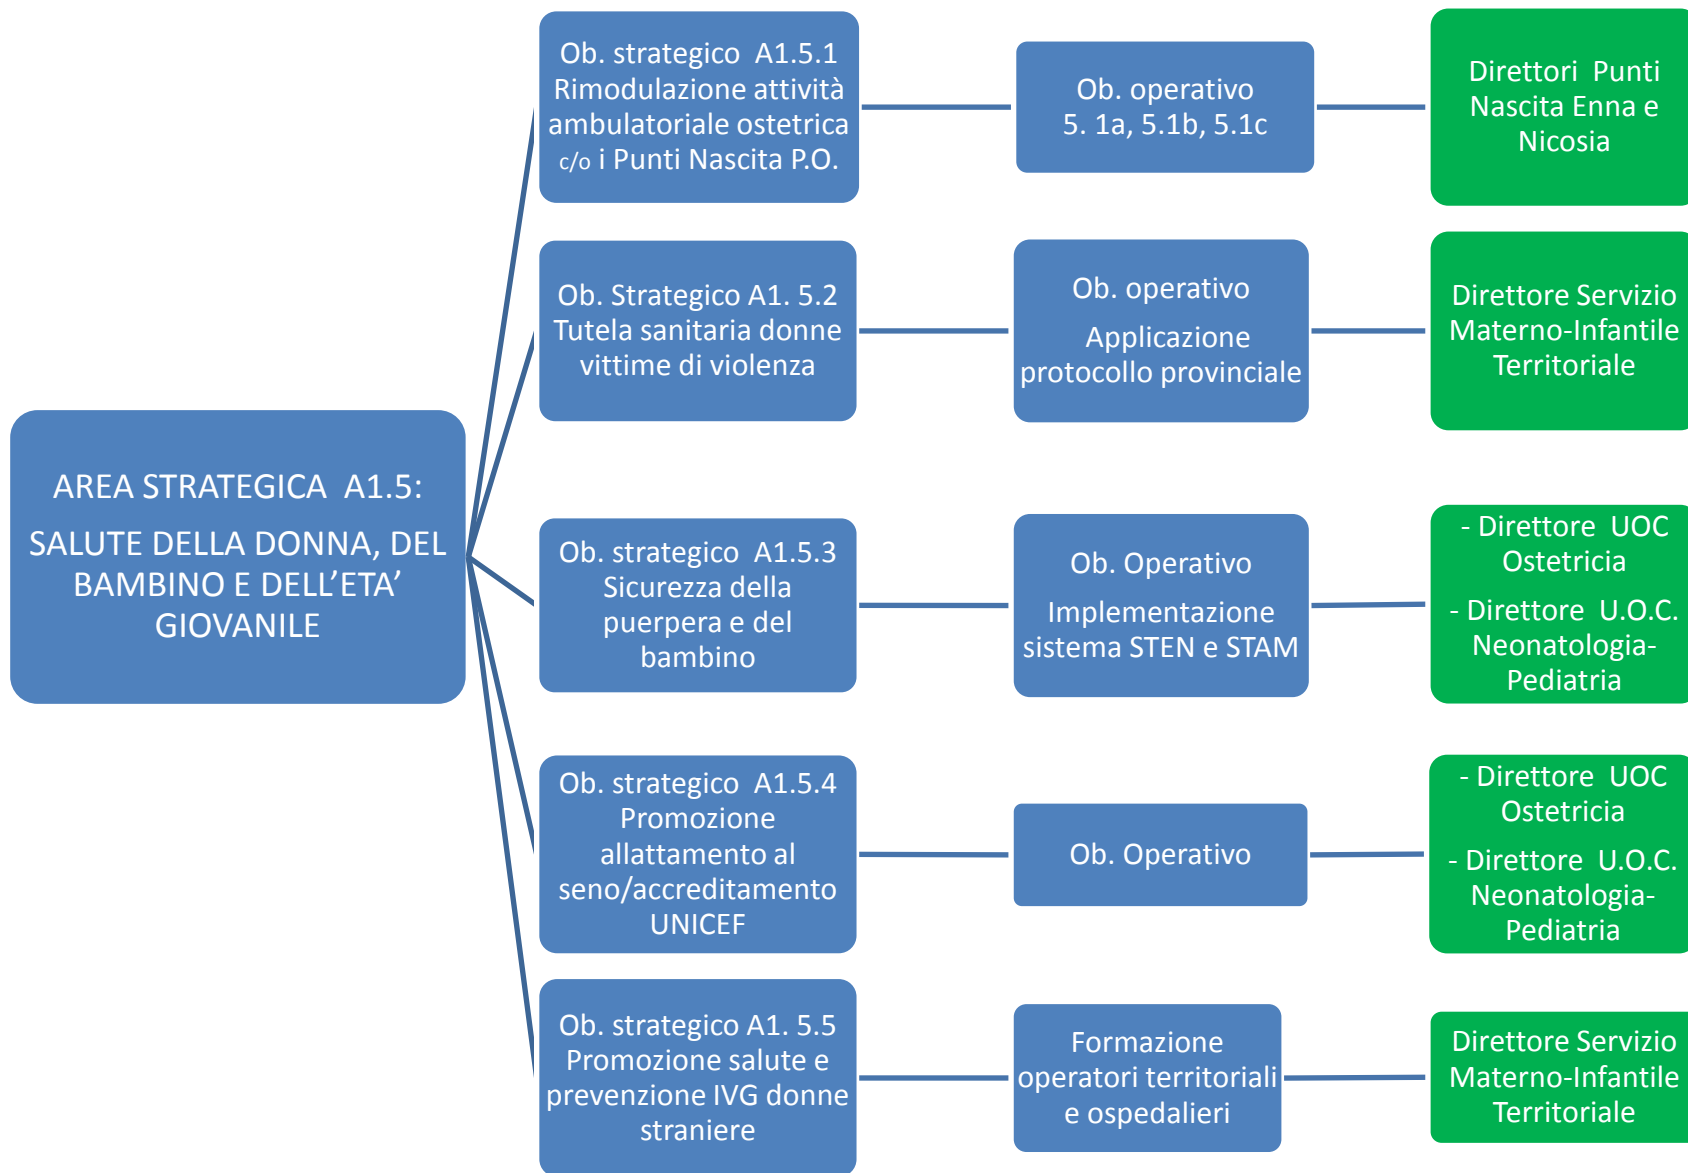 AREA STRATEGICA A1.5:
SALUTE DELLA DONNA, DEL
BAMBINO E DELL'ETA'
GIOVANILE
Ob. strategico A1.5.1
Rimodulazione attività
ambulatoriale ostetrica
c/o i Punti Nascita P.O.
Ob. operativo
5. 1a, 5.1b, 5.1c
Direttori Punti
Nascita Enna e
Nicosia
Ob. Strategico A1. 5.2
Tutela sanitaria donne
vittime di violenza
Ob. operativo
Applicazione
protocollo provinciale
Direttore Servizio
Materno-Infantile
Territoriale
Ob. strategico A1.5.3
Sicurezza della
puerpera e del
bambino
Ob. Operativo
Implementazione
sistema STEN e STAM
- Direttore UOC
Ostetricia
- Direttore U.O.C.
Neonatologia-
Pediatria
Ob. strategico A1.5.4
Promozione
allattamento al
seno/accreditamento
UNICEF
Ob. Operativo
- Direttore UOC
Ostetricia
- Direttore U.O.C.
Neonatologia-
Pediatria
Ob. strategico A1. 5.5
Promozione salute e
prevenzione IVG donne
straniere
Formazione
operatori territoriali
e ospedalieri
Direttore Servizio
Materno-Infantile
Territoriale